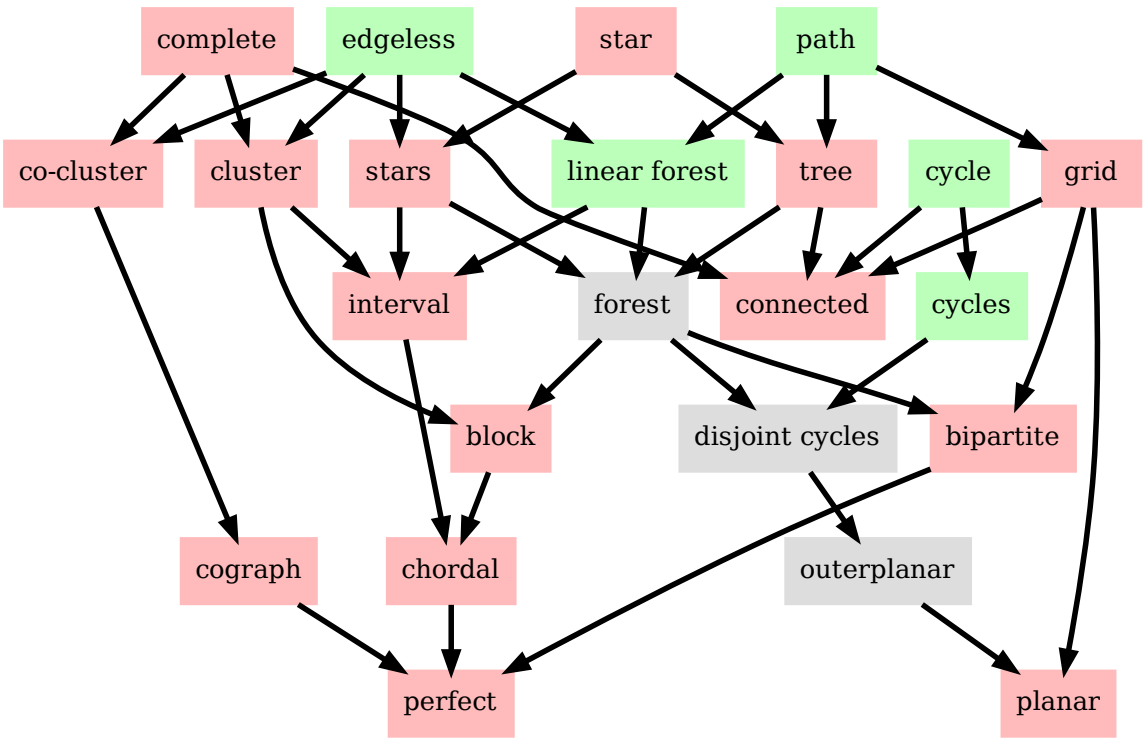 complete
edgeless
star
path
co-cluster
cluster
stars
linear forest
tree
cycle
grid
interval
forest
connected
cycles
block
disjoint cycles
bipartite
cograph
chordal
outerplanar
perfect
planar